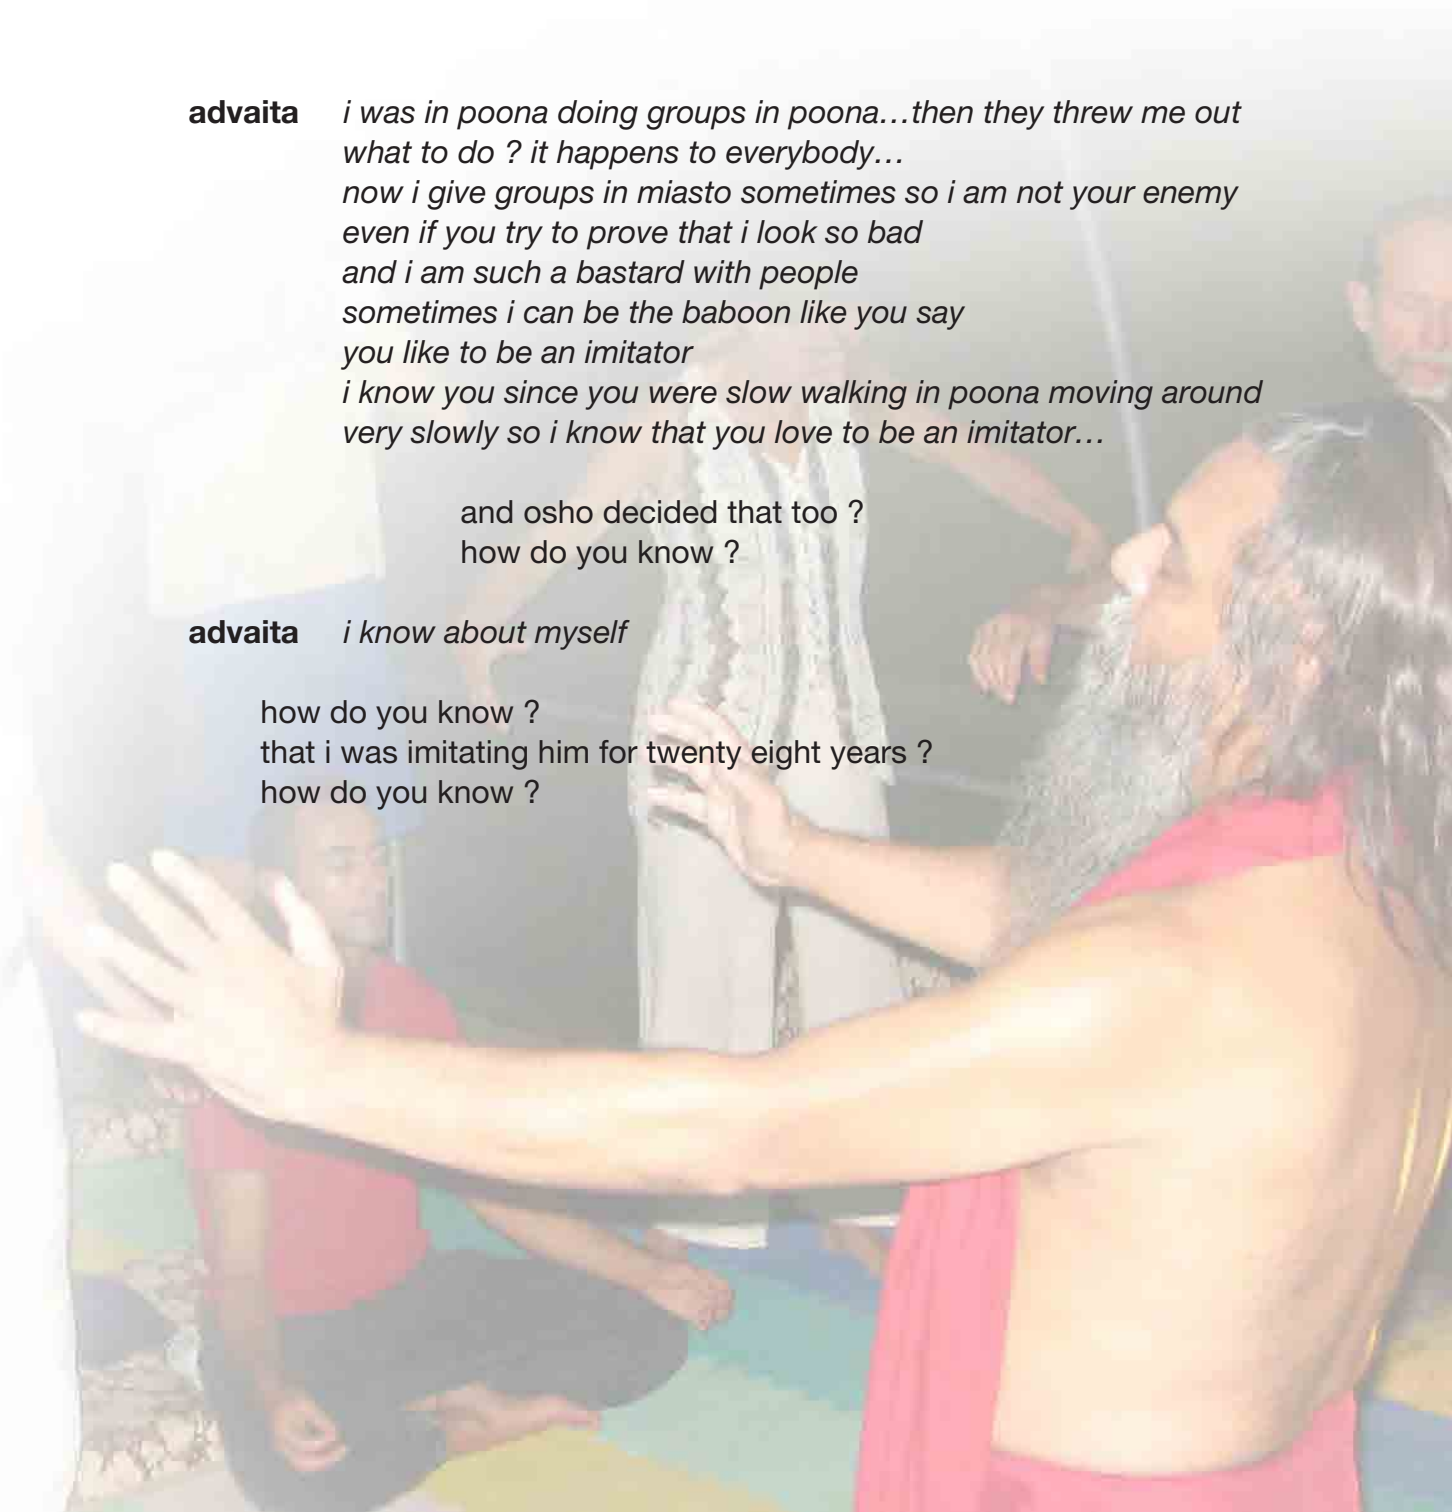 advaita i was in poona doing groups in poona…then they threw me out
what to do ? it happens to everybody…
now i give groups in miasto sometimes so i am not your enemy
even if you try to prove that i look so bad
and i am such a bastard with people
sometimes i can be the baboon like you say
you like to be an imitator
i know you since you were slow walking in poona moving around
very slowly so i know that you love to be an imitator…
and osho decided that too ?
how do you know ?
advaita i know about myself
how do you know ?
that i was imitating him for twenty eight years ?
how do you know ?